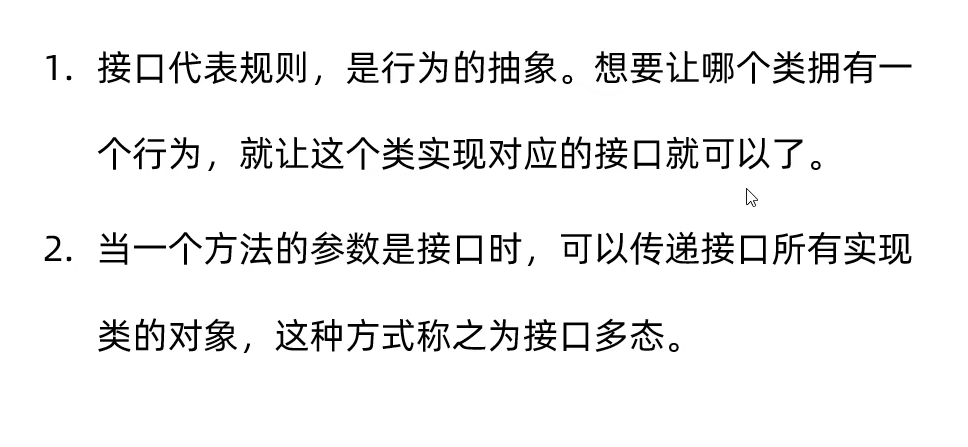 1. 接口代表规则，是行为的抽象。想要让哪个类拥有一
个行为，就让这个类实现对应的接口就可以了。
2. 当一个方法的参数是接口时，可以传递接口所有实现
类的对象，这种方式称之为接口多态。